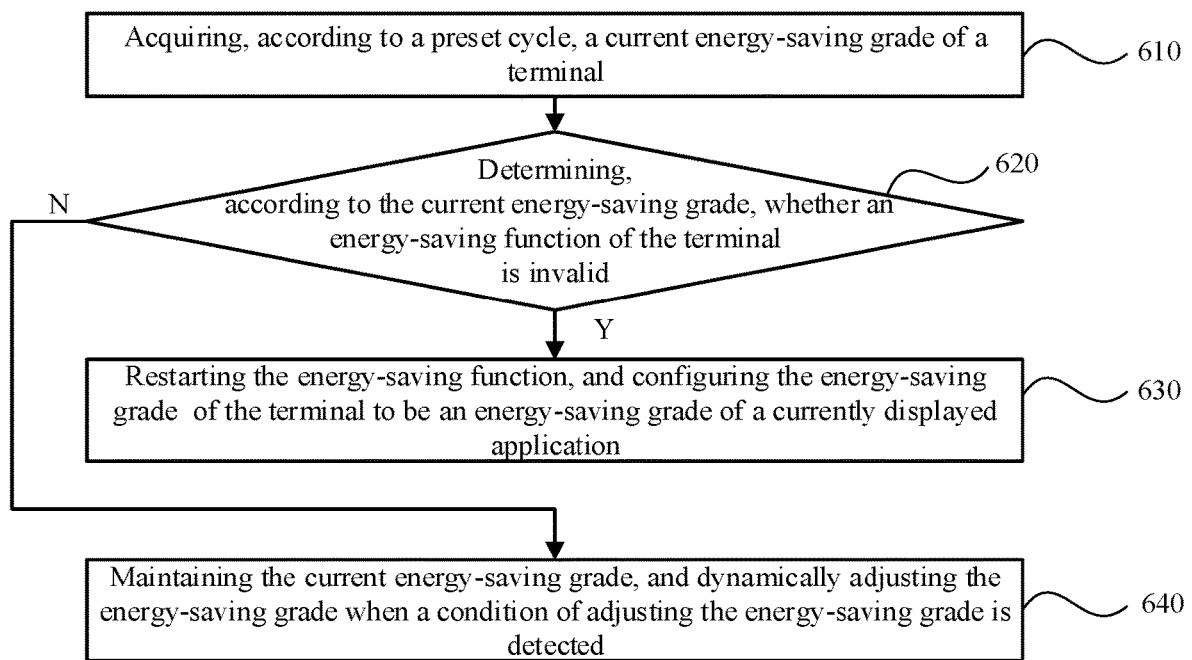 Acquiring, according to a preset cycle, a current energy-saving grade of a
terminal
610
Determining,
according to the current energy-saving grade, whether an
energy-saving function of the terminal
is invalid
620
N
Y
Restarting the energy-saving function, and configuring the energy-saving
grade of the terminal to be an energy-saving grade of a currently displayed
application
630
Maintaining the current energy-saving grade, and dynamically adjusting the
energy-saving grade when a condition of adjusting the energy-saving grade is
detected
640